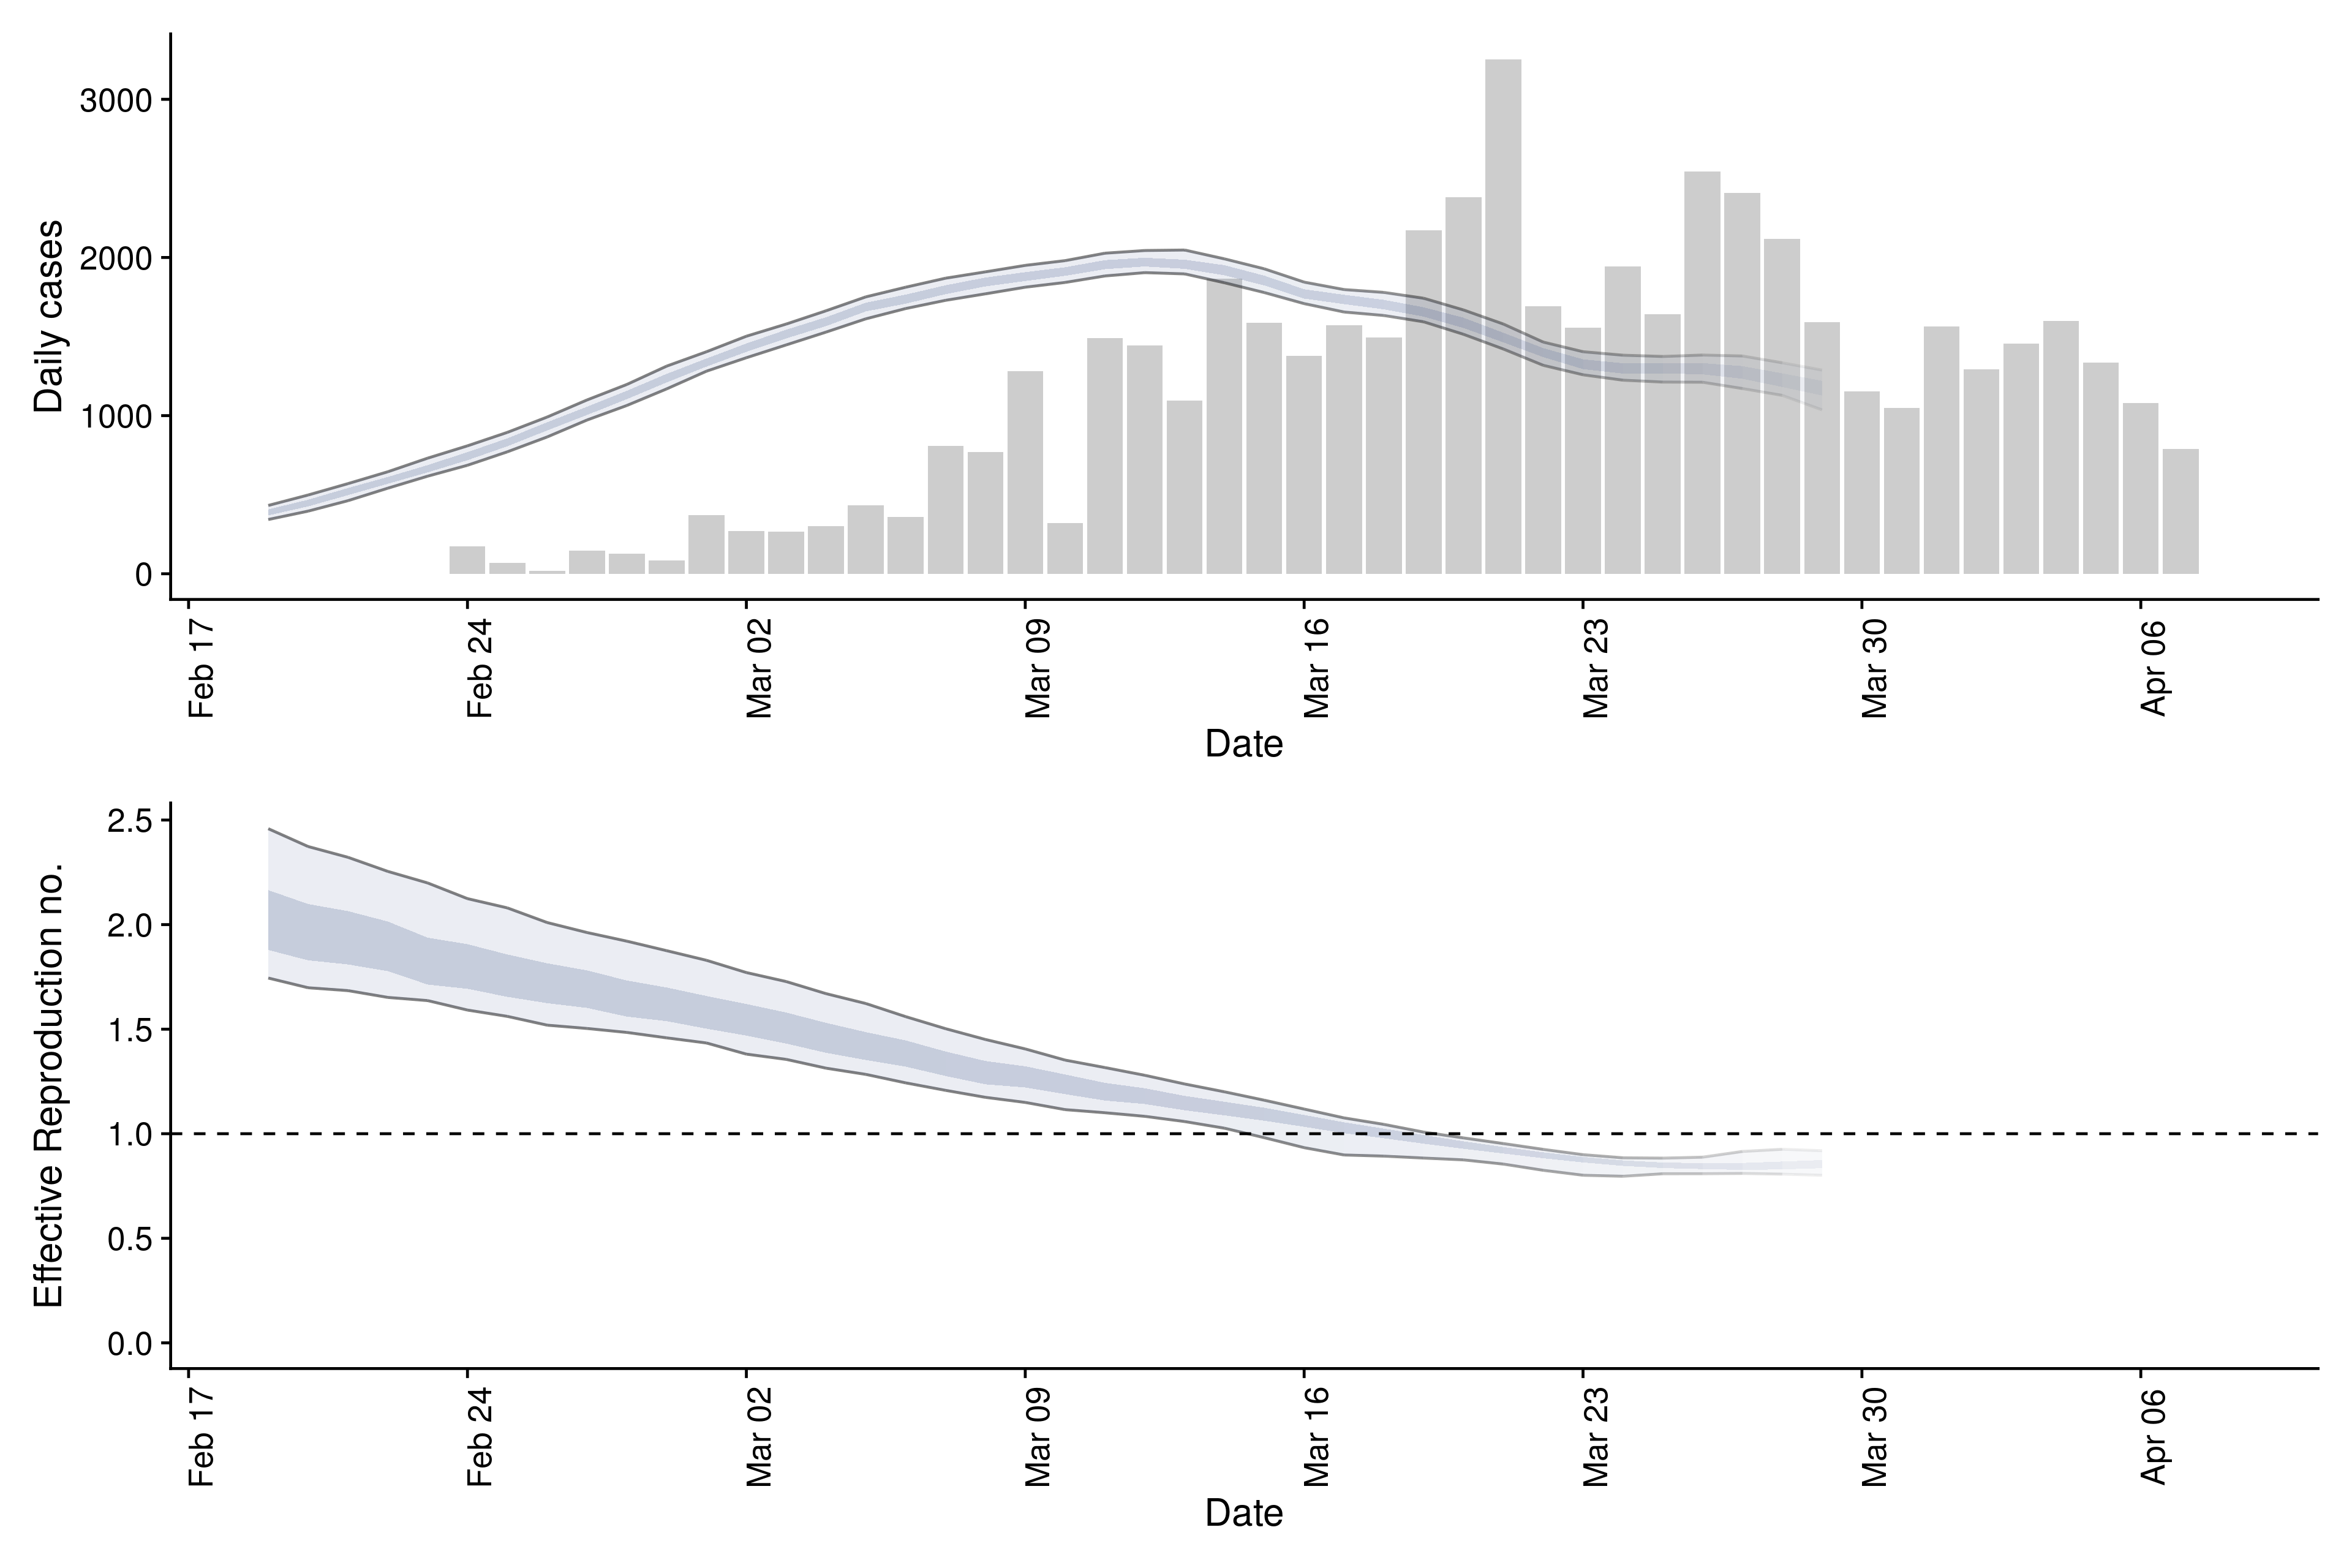 3000
2000
1000
0
Daily cases
Feb 17
Feb 24
Mar 02
Mar 09
Mar 16
Mar 23
Mar 30
Apr 06
Date
2.5
2.0
1.5
1.0
0.5
0.0
Effective Reproduction no.
Feb 17
Feb 24
Mar 02
Mar 09
Mar 16
Mar 23
Mar 30
Apr 06
Date